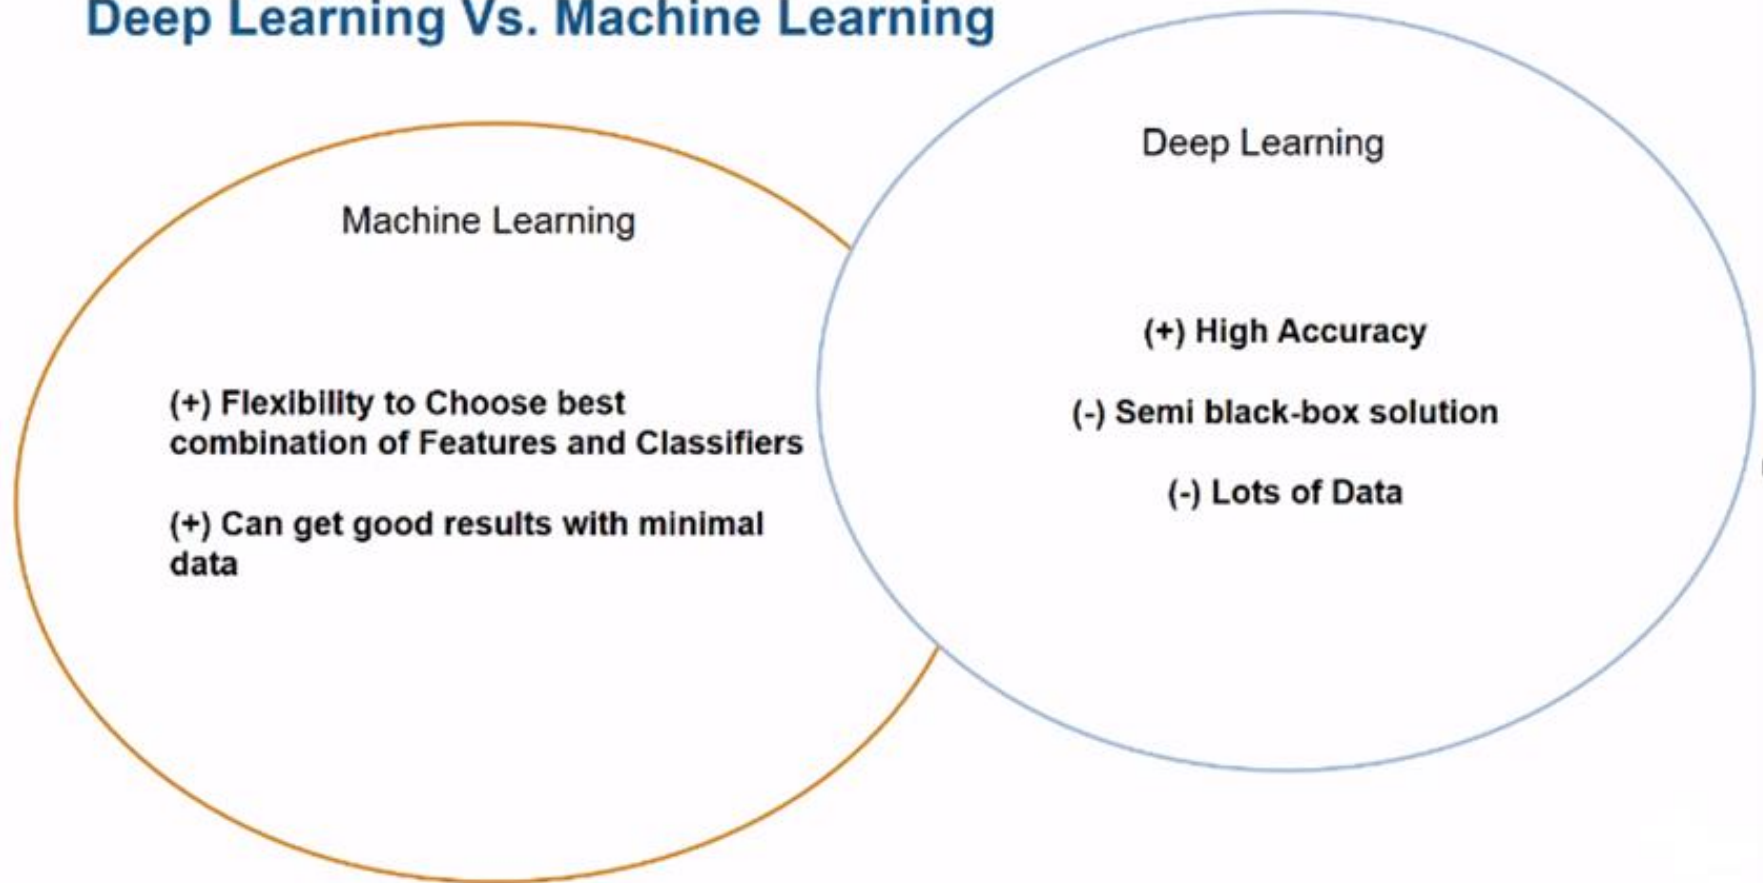 Deep Learning Vs. Machine Learning
Machine Learning
(+) Flexibility to Choose best
combination of Features and Classifiers
(+) Can get good results with minimal
data
Deep Learning
(+) High Accuracy
(-) Semi black-box solution
(-) Lots of Data